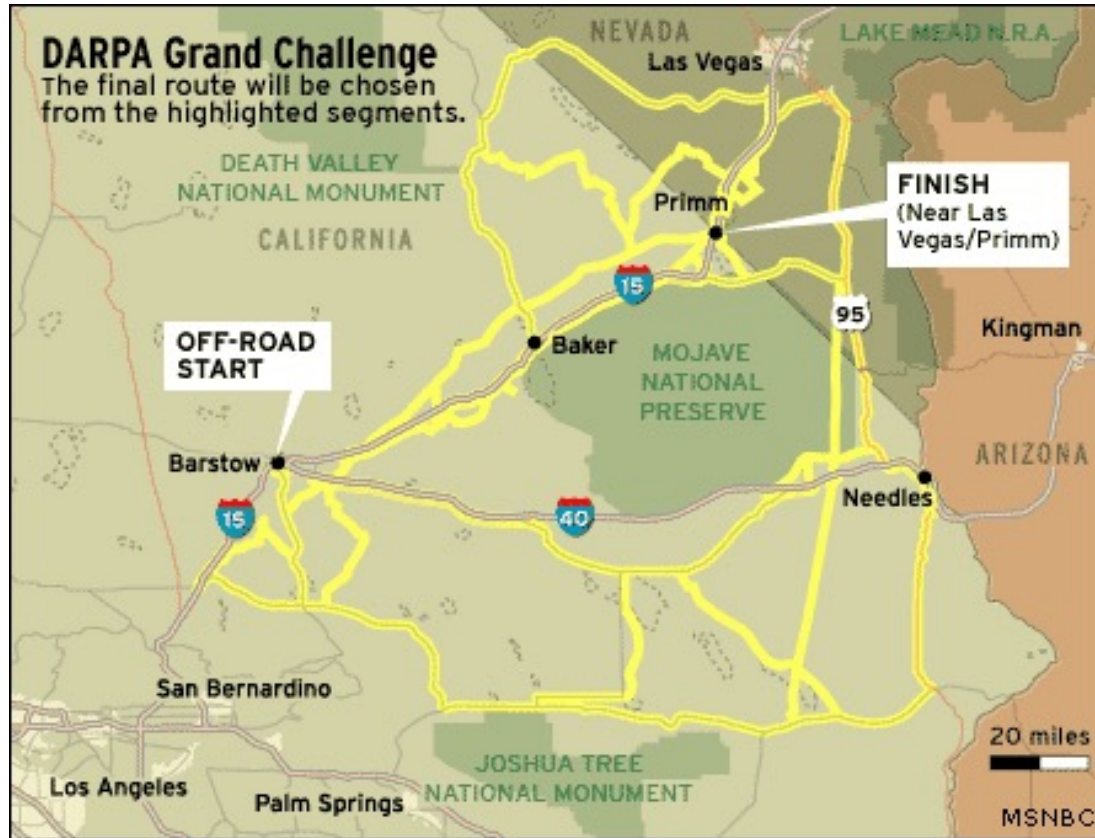 DARPA Grand Challenge
The final route will be chosen
from the highlighted segments.
NEVADA
LAKE MEAD N.R.A.
Las Vegas
DEATH VALLEY
NATIONAL MONUMENT
CALIFORNIA
Primm
FINISH
(Near Las
Vegas/Primm)
15
95
OFF-ROAD
START
Baker
Kingman
MOJAVE
NATIONAL
PRESERVE
Barstow
ARIZONA
Needles
15
40
San Bernardino
20 miles
JOSHUA TREE
NATIONAL MONUMENT
Los Angeles
Palm Springs
MSNBC